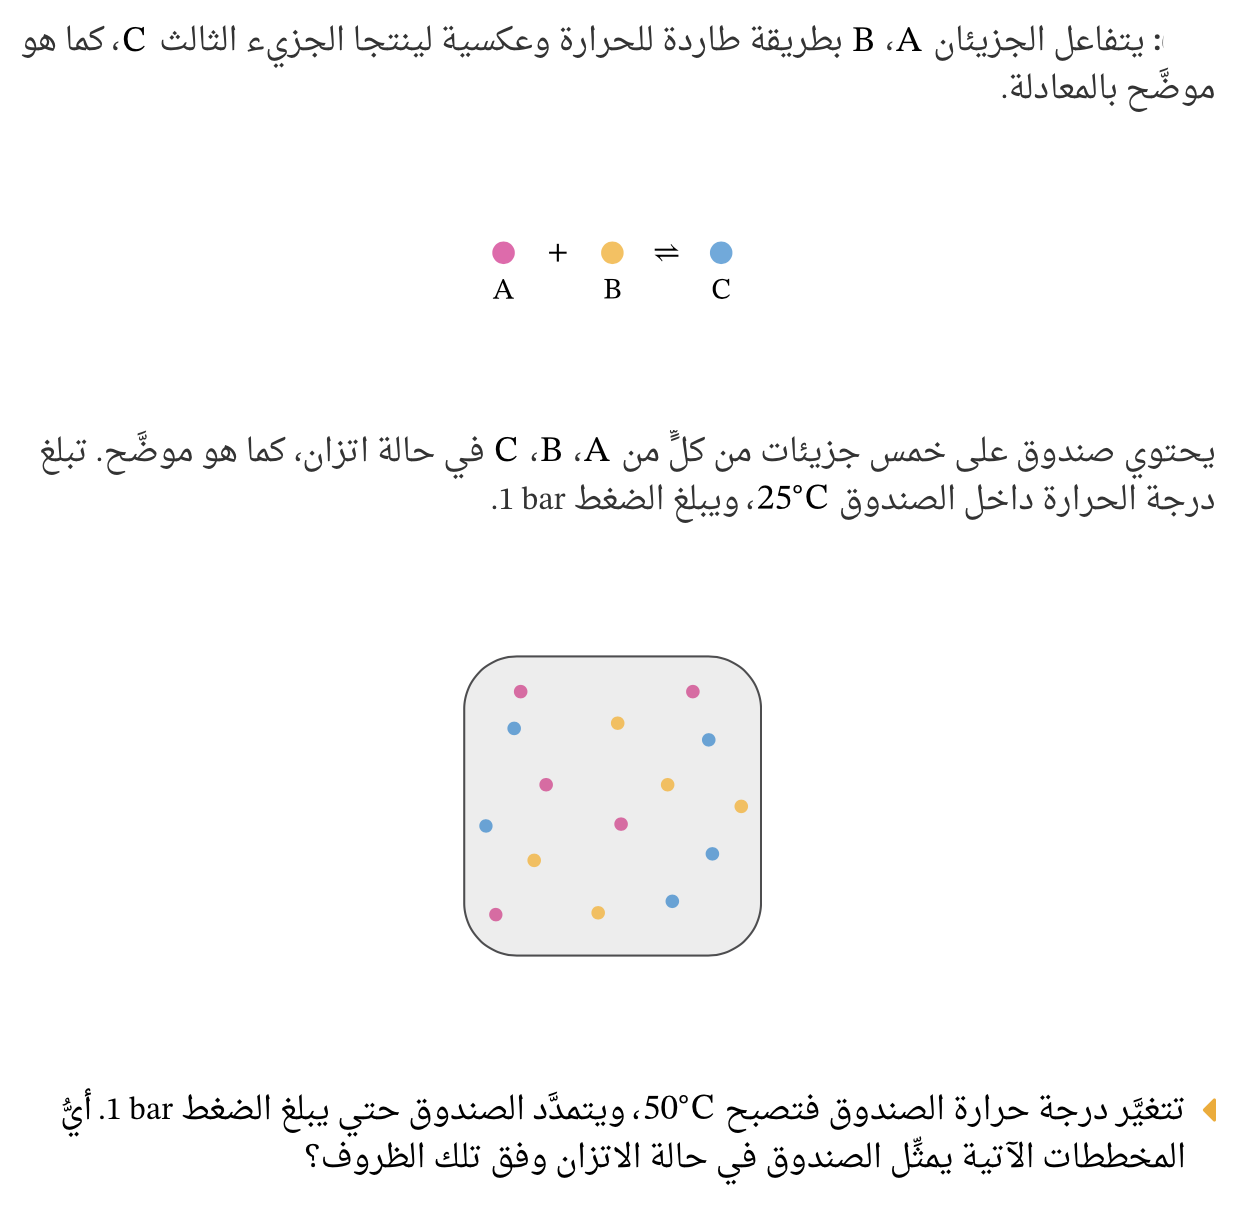 : يتفاعل الجزيئان A، B بطريقة طاردة للحرارة وعكسية لينتجا الجزيء الثالث C، كما هو
موضَّح بالمعادلة.
A + B ⇌ C
يحتوي صندوق على خمس جزيئات من كلٍّ من A، B، C في حالة اتزان، كما هو موضَّح. تبلغ
درجة الحرارة داخل الصندوق 25°C، ويبلغ الضغط 1 bar.
تتغيَّر درجة حرارة الصندوق فتصبح 50°C، ويتمدَّد الصندوق حتي يبلغ الضغط 1 bar. أيُّ
المخططات الآتية يمثِّل الصندوق في حالة الاتزان وفق تلك الظروف؟